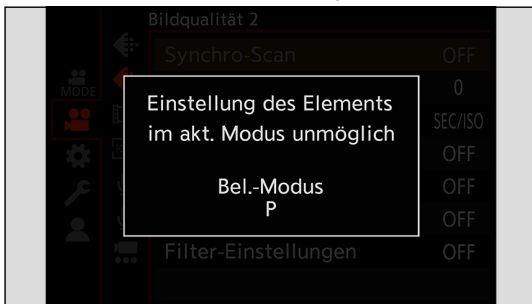 Bildqualität 2
Synchro-Scan OFF
MODE
0
Einstellung des Elements
im akt. Modus unmöglich
SEC/ISO
OFF
Bel.-Modus
OFF
P
OFF
Filter-Einstellungen OFF